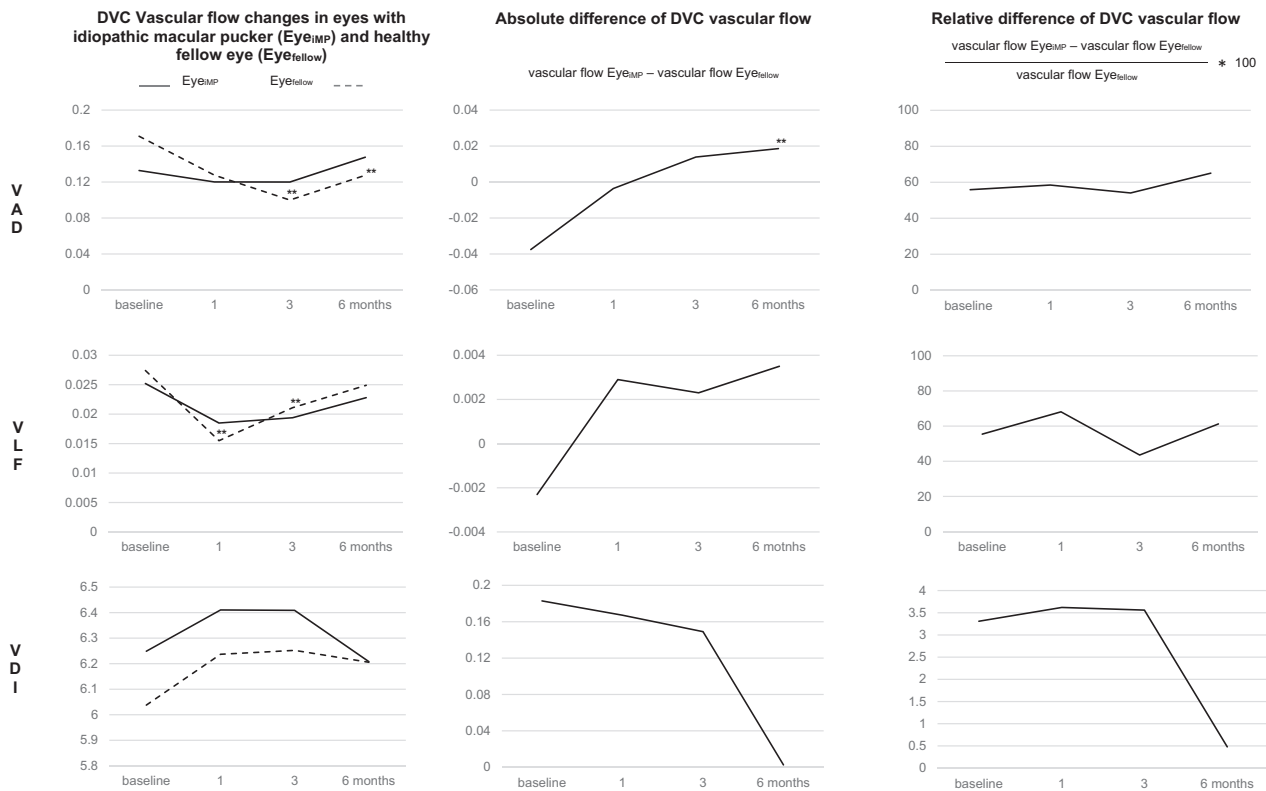 DVC Vascular flow changes in eyes with
idiopathic macular pucker (EyeiMP) and healthy
fellow eye (Eyefellow)
EyeiMP Eyefellow
Absolute difference of DVC vascular flow
vascular flow EyeiMP – vascular flow Eyefellow
Relative difference of DVC vascular flow
vascular flow EyeiMP – vascular flow Eyefellow
vascular flow Eyefellow
* 100
V
A
D
0.2
0.16
0.12
0.08
0.04
0
**
**
baseline 1 3 6 months
0.04
0.02
0
-0.02
-0.04
-0.06
**
baseline 1 3 6 months
100
80
60
40
20
0
baseline 1 3 6 months
V
L
F
0.03
0.025
0.02
0.015
0.01
0.005
0
**
**
baseline 1 3 6 months
0.004
0.002
0
-0.002
-0.004
baseline 1 3 6 motnhs
100
80
60
40
20
0
baseline 1 3 6 months
V
D
I
6.5
6.4
6.3
6.2
6.1
6
5.9
5.8
baseline 1 3 6 months
0.2
0.16
0.12
0.08
0.04
0
baseline 1 3 6 months
4
3.5
3
2.5
2
1.5
1
0.5
0
baseline 1 3 6 months